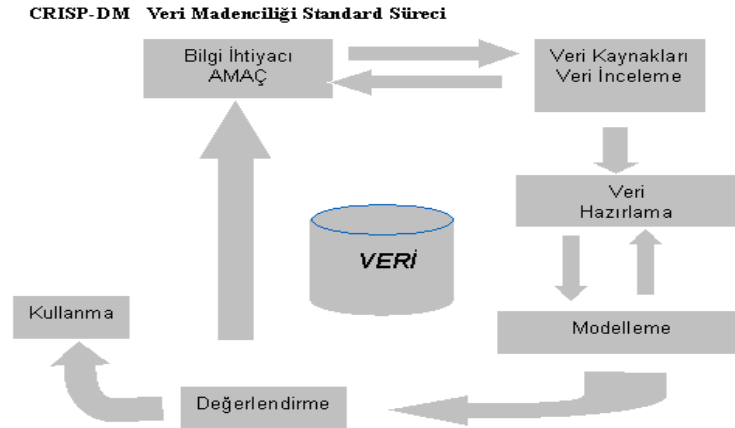 CRISP-DM Veri Madenciliği Standard Süreci
Bilgi İhtiyacı
AMAÇ
Veri Kaynakları
Veri İnceleme
Veri
Hazırlama
VERİ
Kullanma
Modelleme
Değerlendirme